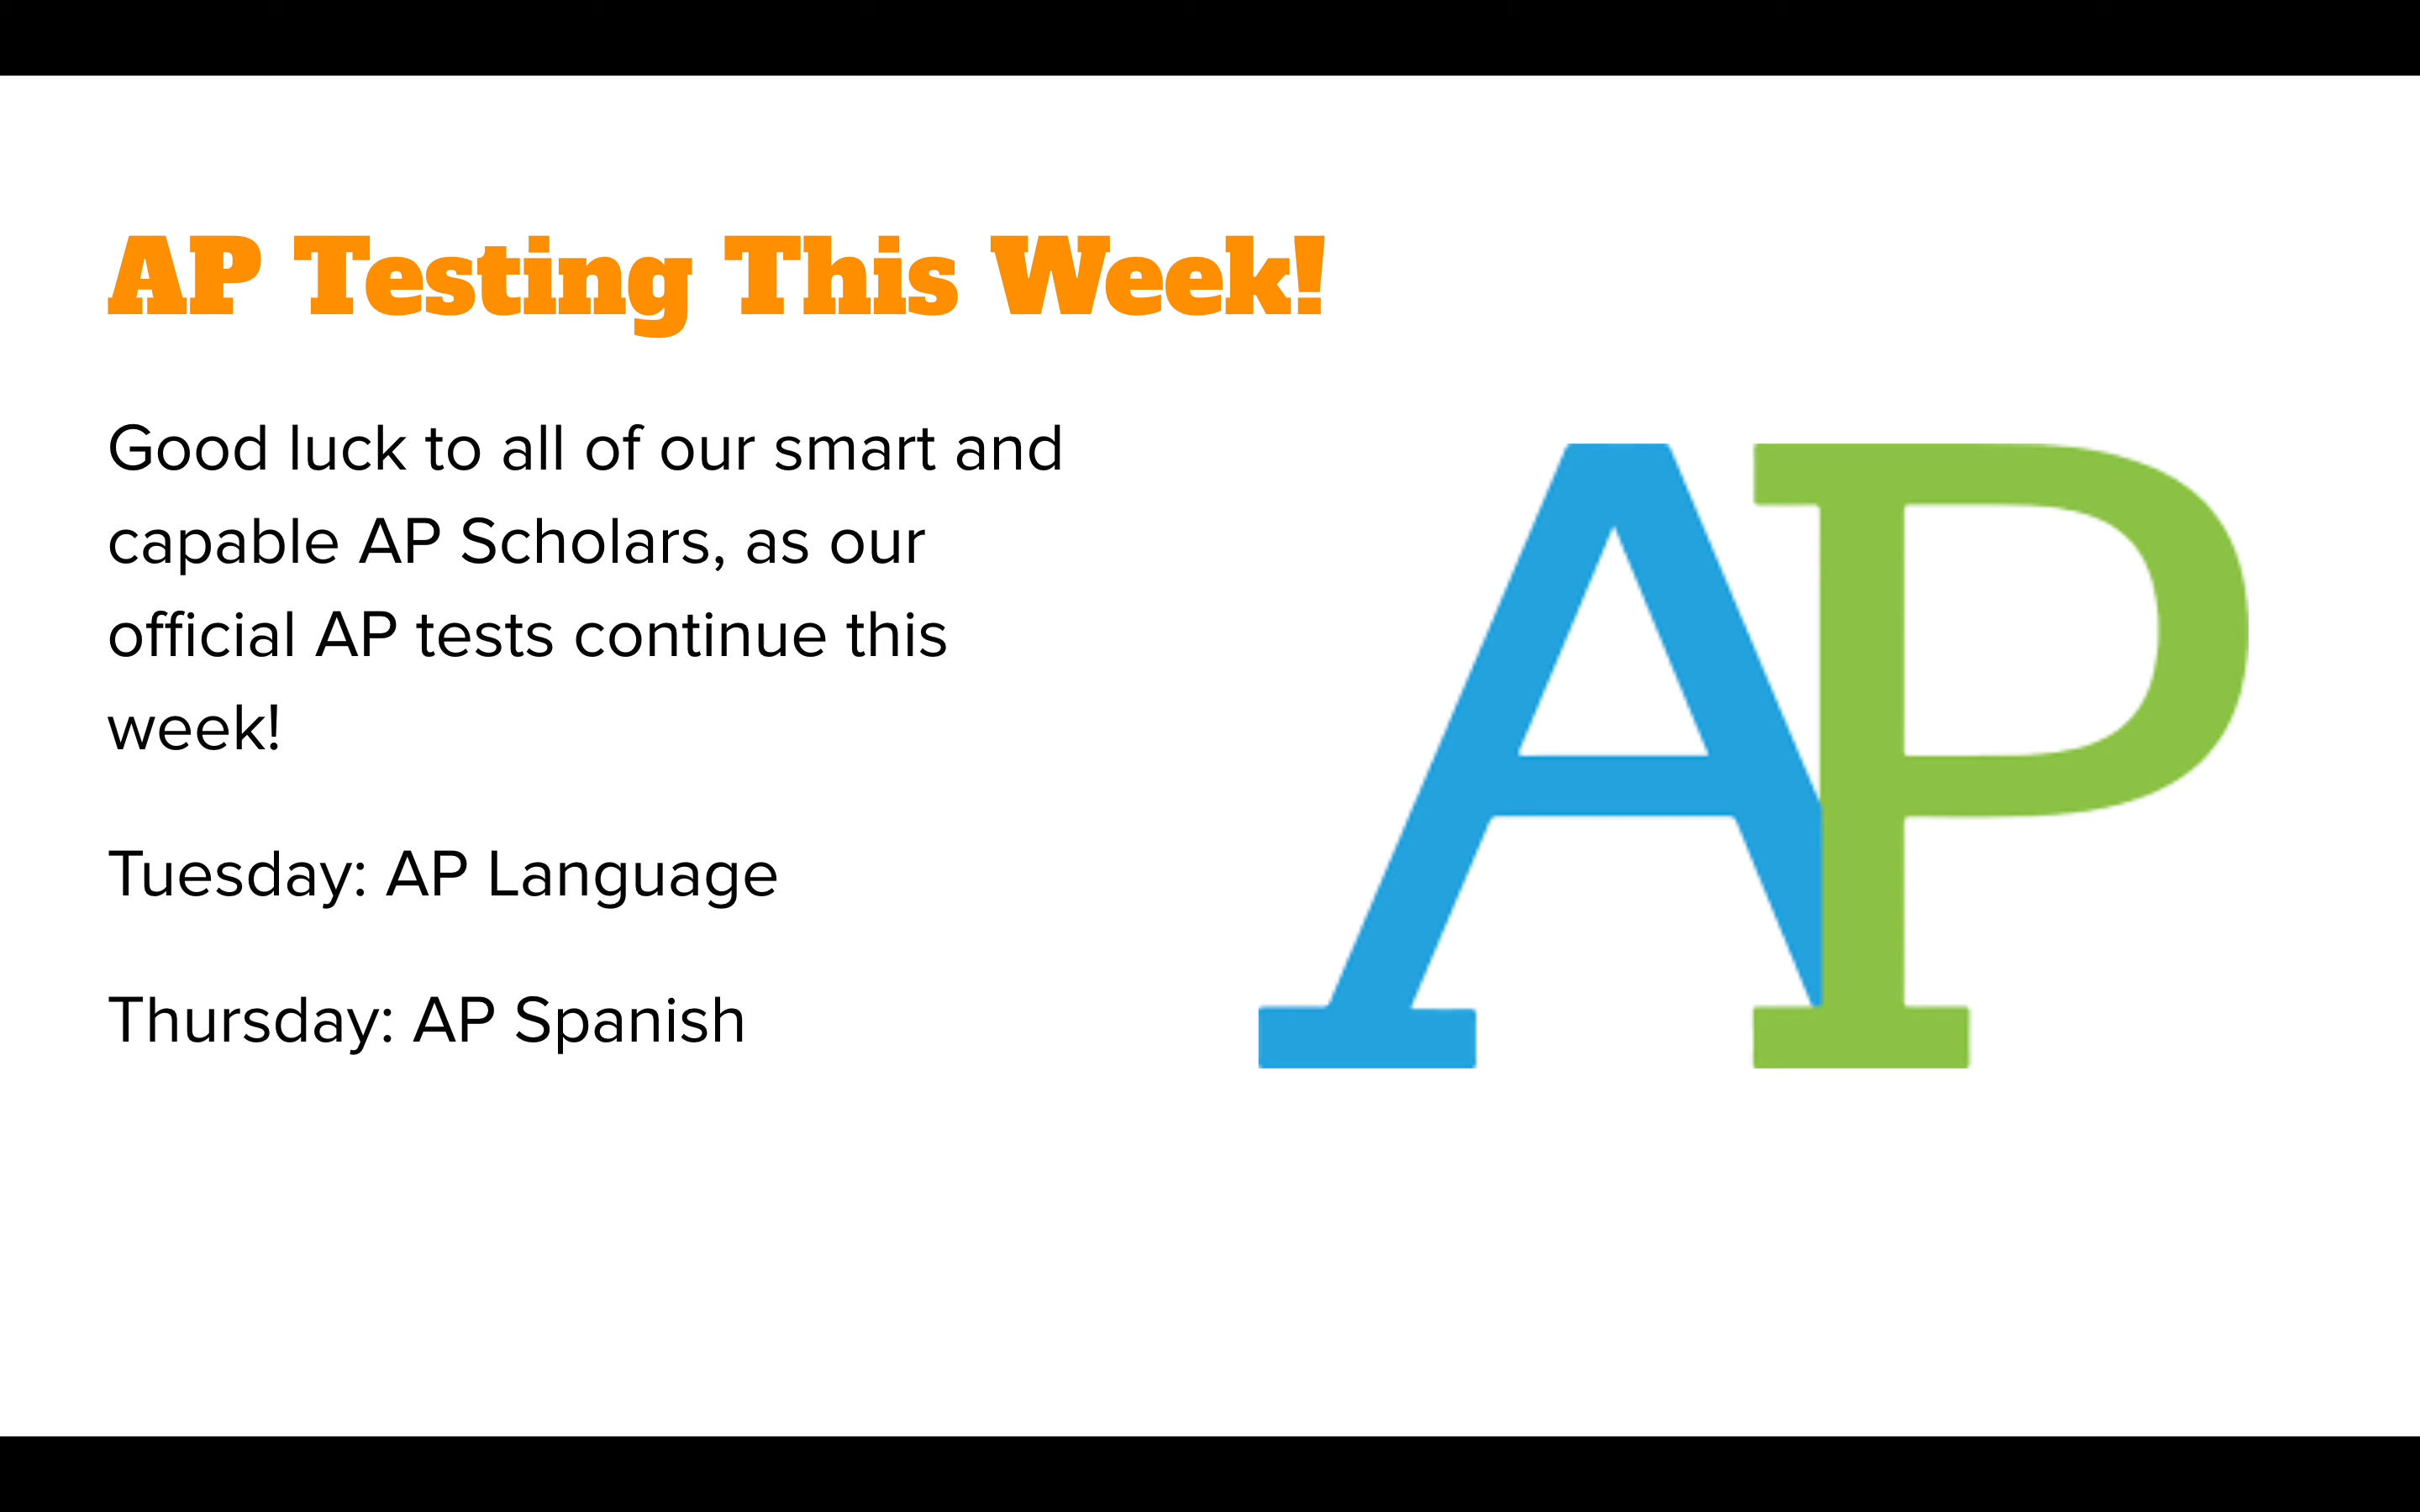 AP Testing This Week!
Good luck to all of our smart and
capable AP Scholars, as our
official AP tests continue this
week!
Tuesday: AP Language
Thursday: AP Spanish
AP